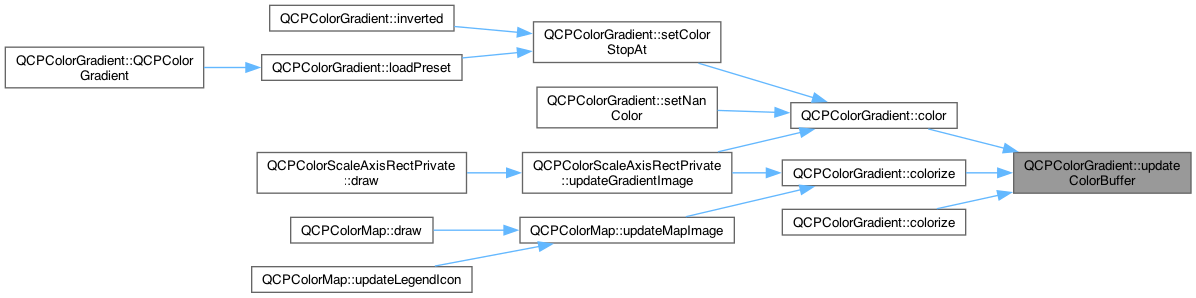 QCPColorGradient::inverted
QCPColorGradient::setColor
StopAt
QCPColorGradient::QCPColor
Gradient
QCPColorGradient::loadPreset
QCPColorGradient::setNan
Color
QCPColorGradient::color
QCPColorScaleAxisRectPrivate
::draw
QCPColorScaleAxisRectPrivate
::updateGradientImage
QCPColorGradient::colorize
QCPColorGradient::update
ColorBuffer
QCPColorGradient::colorize
QCPColorMap::draw
QCPColorMap::updateMapImage
QCPColorMap::updateLegendIcon